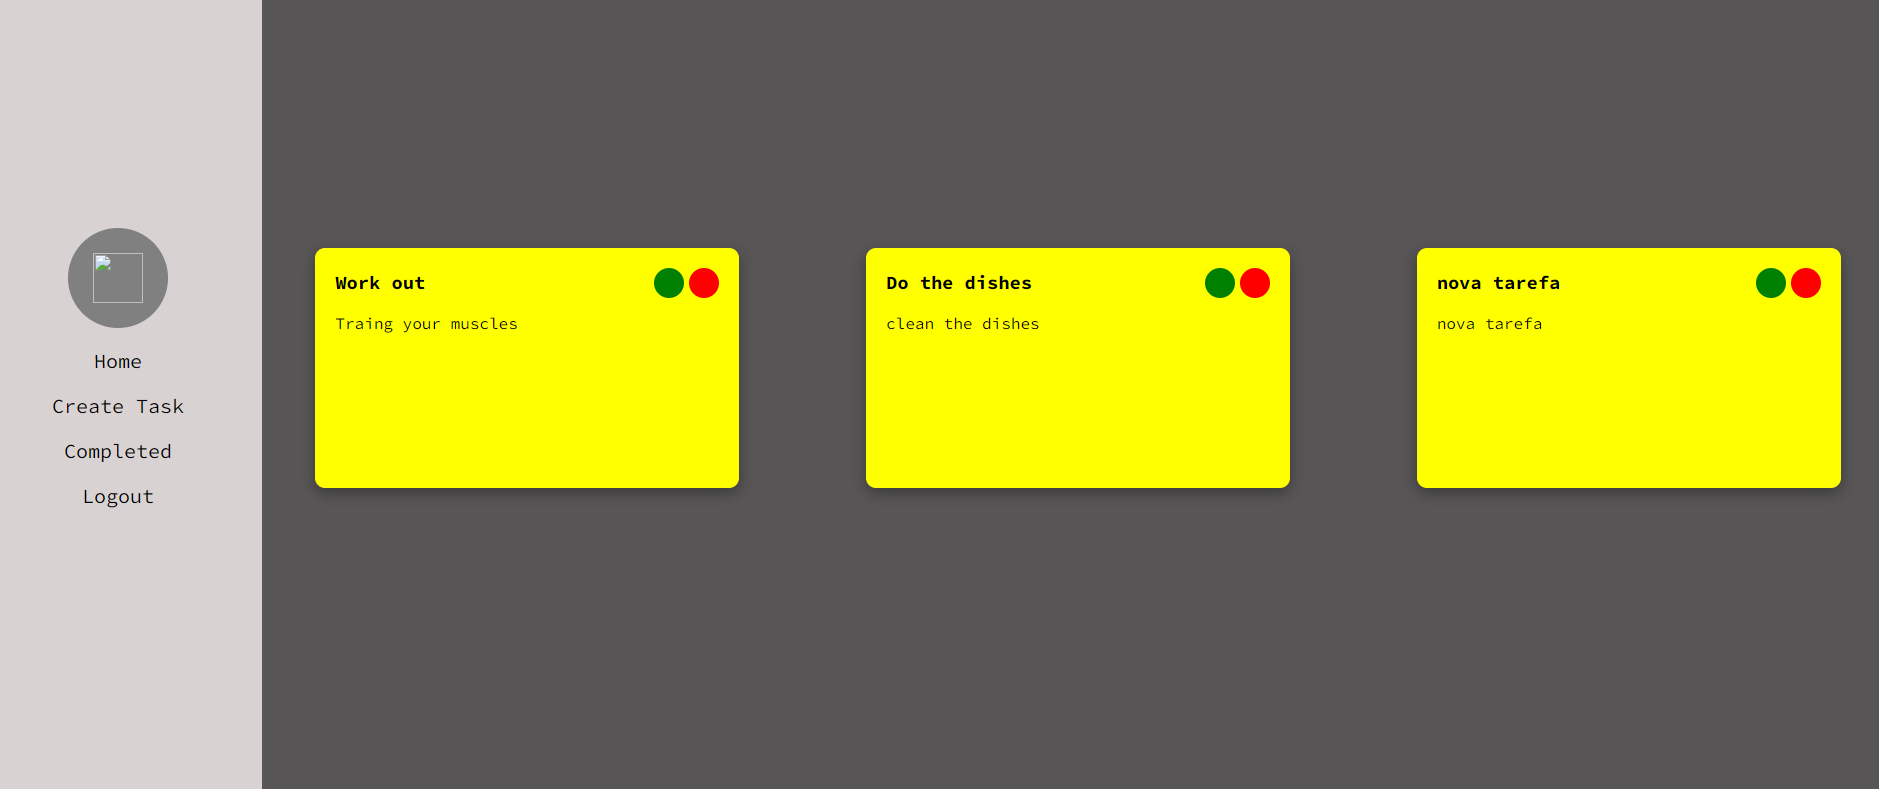 Home
Create Task
Completed
Logout
Work out
Traing your muscles
Do the dishes
clean the dishes
nova tarefa
nova tarefa